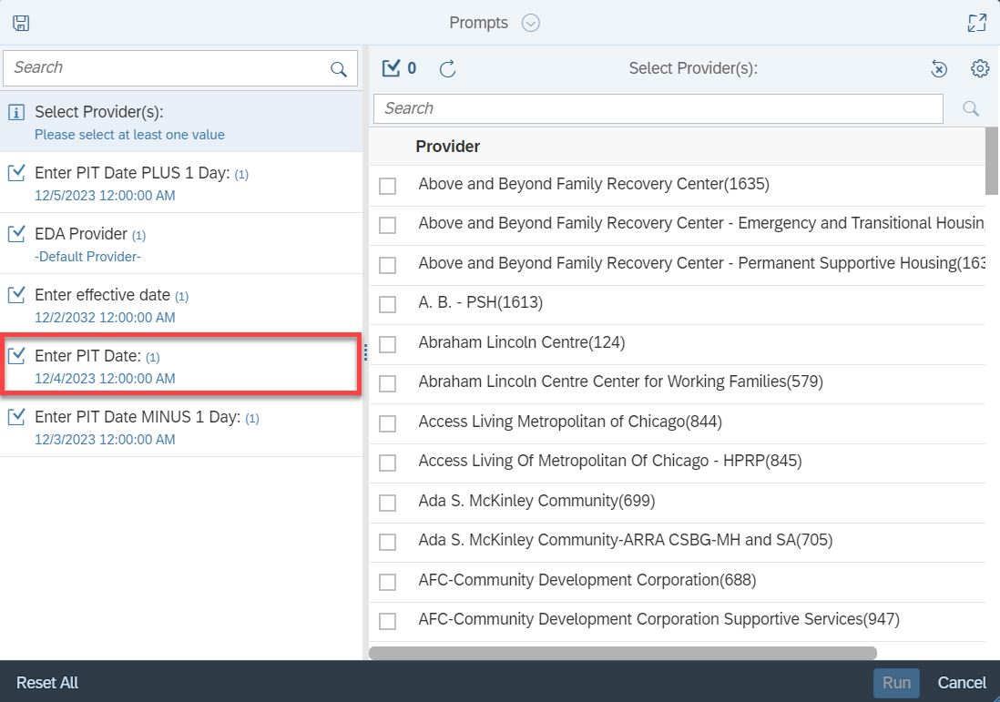 Prompts
Search
Select Provider(s):
Please select at least one value
Enter PIT Date PLUS 1 Day: (1)
12/5/2023 12:00:00 AM
EDA Provider (1)
-Default Provider-
Enter effective date (1)
12/2/2032 12:00:00 AM
Enter PIT Date: (1)
12/4/2023 12:00:00 AM
Enter PIT Date MINUS 1 Day: (1)
12/3/2023 12:00:00 AM
0
Select Provider(s):
Search
Provider
Above and Beyond Family Recovery Center(1635)
Above and Beyond Family Recovery Center - Emergency and Transitional Housin
Above and Beyond Family Recovery Center - Permanent Supportive Housing(163
A. B. - PSH(1613)
Abraham Lincoln Centre(124)
Abraham Lincoln Centre Center for Working Families(579)
Access Living Metropolitan of Chicago(844)
Access Living Of Metropolitan Of Chicago - HPRP(845)
Ada S. McKinley Community(699)
Ada S. McKinley Community-ARRA CSBG-MH and SA(705)
AFC-Community Development Corporation(688)
AFC-Community Development Corporation Supportive Services(947)
Reset All
Run
Cancel